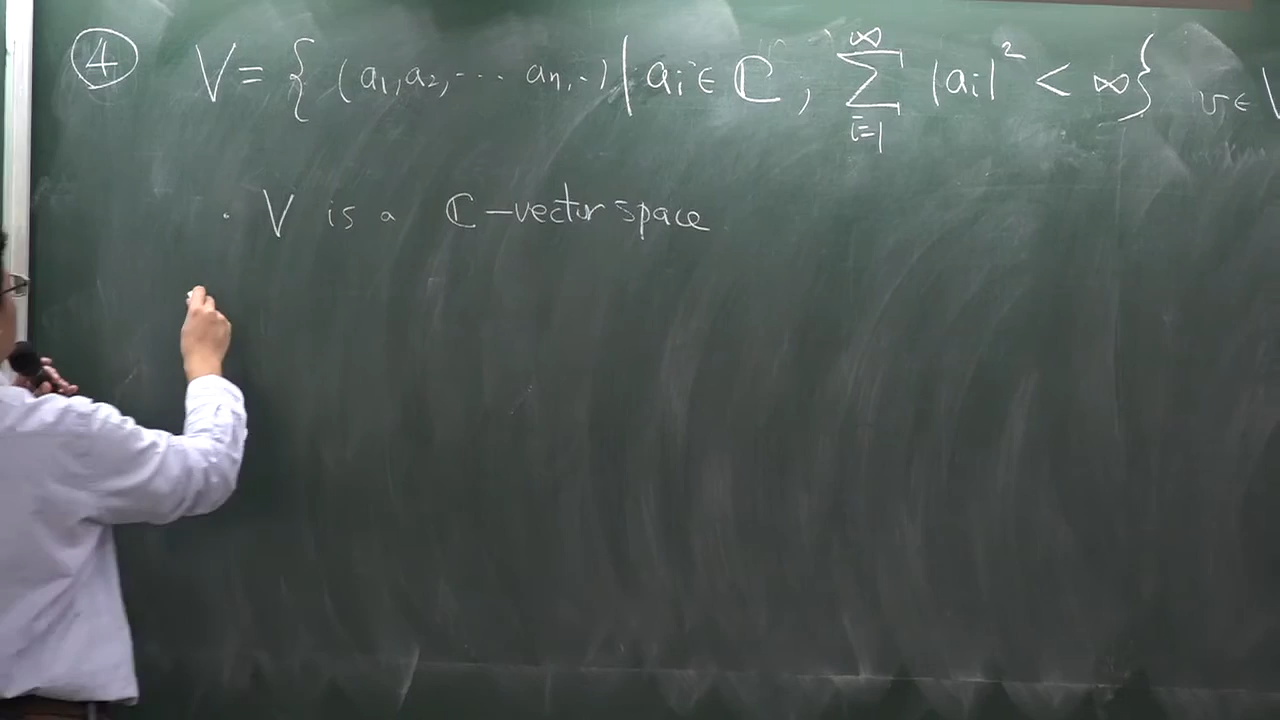 ④ V = { (a₁, a₂, ⋯ aₙ, ⋅⋅) | aᵢ ∈ ℂ, ∑_{i=1}^{∞} |aᵢ|² < ∞ } v ∈ V
· V is a ℂ-vector space